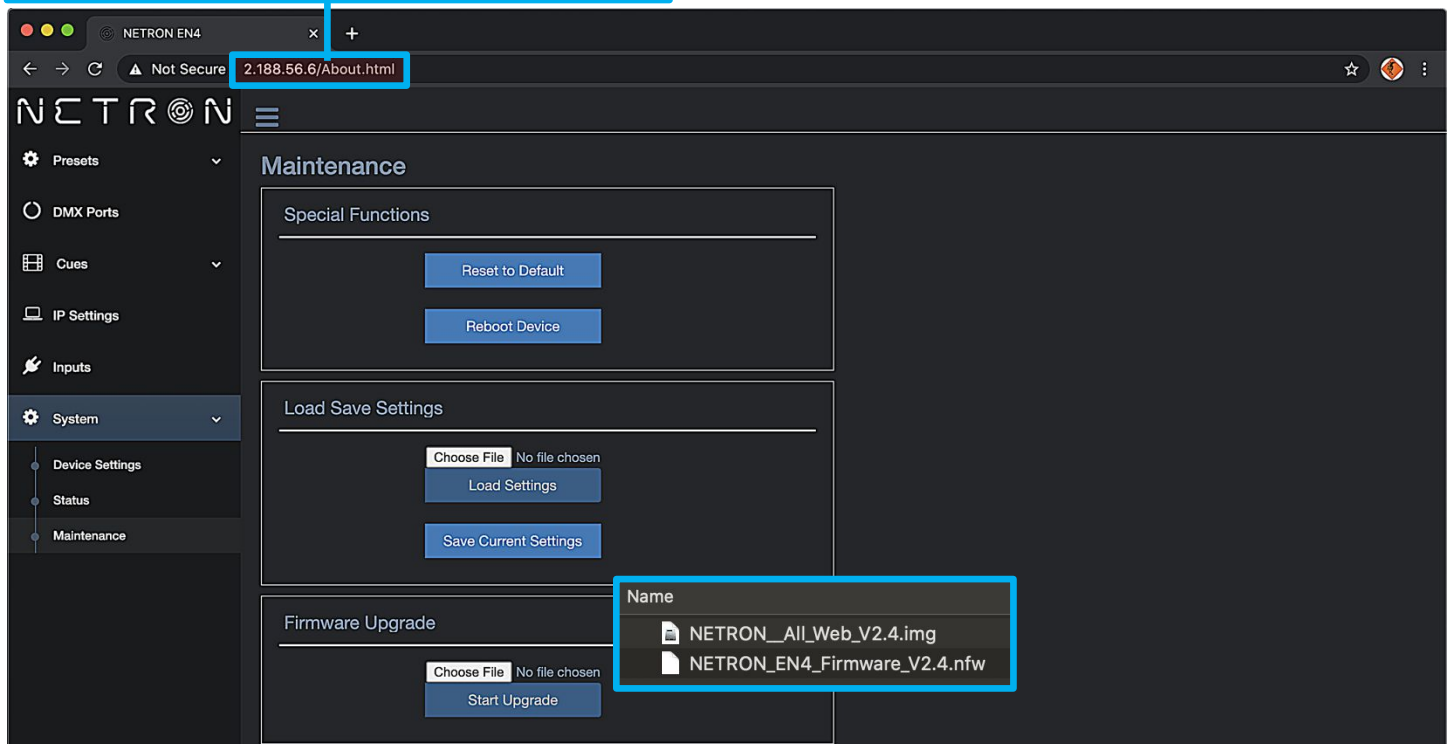 NETRON EN4
Not Secure 2.188.56.6/About.html
NETRON
Presets
DMX Ports
Cues
IP Settings
Inputs
System
Device Settings
Status
Maintenance
Maintenance
Special Functions
Reset to Default
Reboot Device
Load Save Settings
Choose File No file chosen
Load Settings
Save Current Settings
Firmware Upgrade
Choose File No file chosen
Start Upgrade
Name
NETRON__All_Web_V2.4.img
NETRON_EN4_Firmware_V2.4.nfw